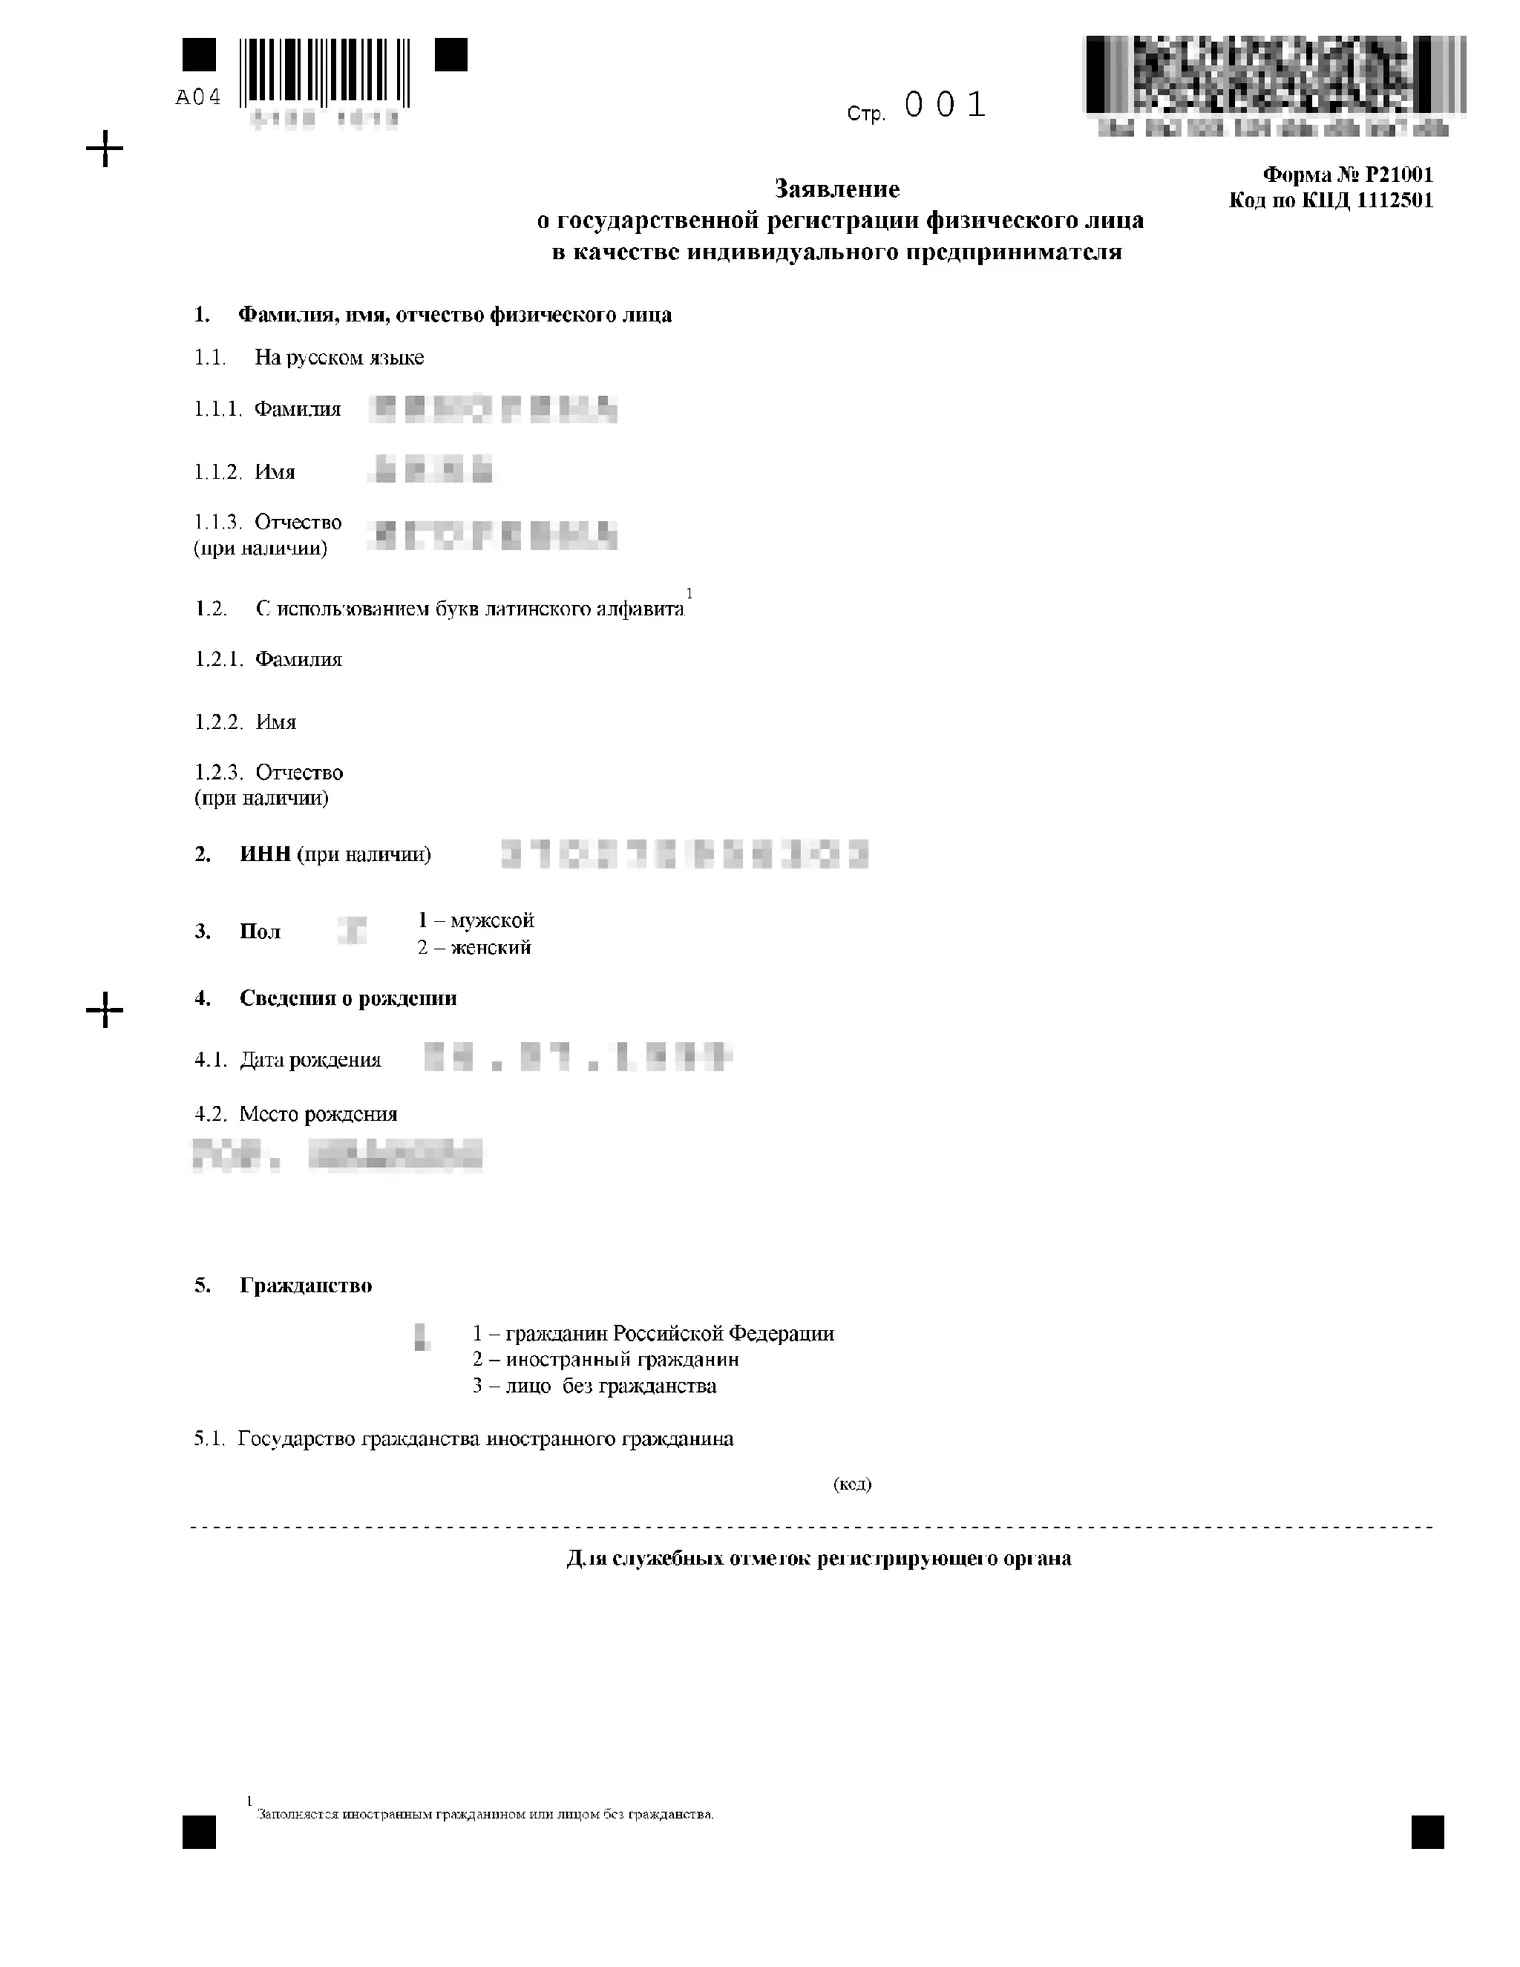 А04
Стр. 001
Форма № Р21001
Код по КНД 1112501
Заявление
о государственной регистрации физического лица
в качестве индивидуального предпринимателя
1. Фамилия, имя, отчество физического лица
1.1. На русском языке
1.1.1. Фамилия
1.1.2. Имя
1.1.3. Отчество
(при наличии)
1.2. С использованием букв латинского алфавита 1
1.2.1. Фамилия
1.2.2. Имя
1.2.3. Отчество
(при наличии)
2. ИНН (при наличии)
3. Пол
1 – мужской
2 – женский
4. Сведения о рождении
4.1. Дата рождения
4.2. Место рождения
5. Гражданство
1 – гражданин Российской Федерации
2 – иностранный гражданин
3 – лицо без гражданства
5.1. Государство гражданства иностранного гражданина
(код)
Для служебных отметок регистрирующего органа
1 Заполняется иностранным гражданином или лицом без гражданства.